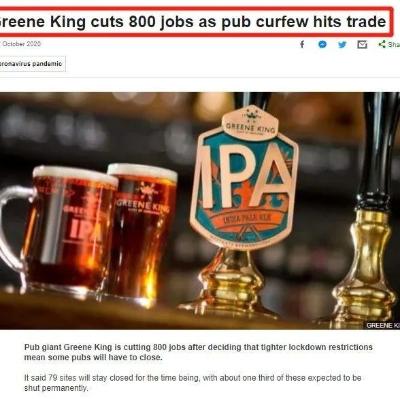 reene King cuts 800 jobs as pub curfew hits trade
October 2020
Sha
oronavirus pandemic
GREENE KING
IPA
INDIA PALE ALE
GREENE KING
IPA
GREENE KING
GREENE K
Pub giant Greene King is cutting 800 jobs after deciding that tighter lockdown restrictions
mean some pubs will have to close.
It said 79 sites will stay closed for the time being, with about one third of these expected to be
shut permanently.